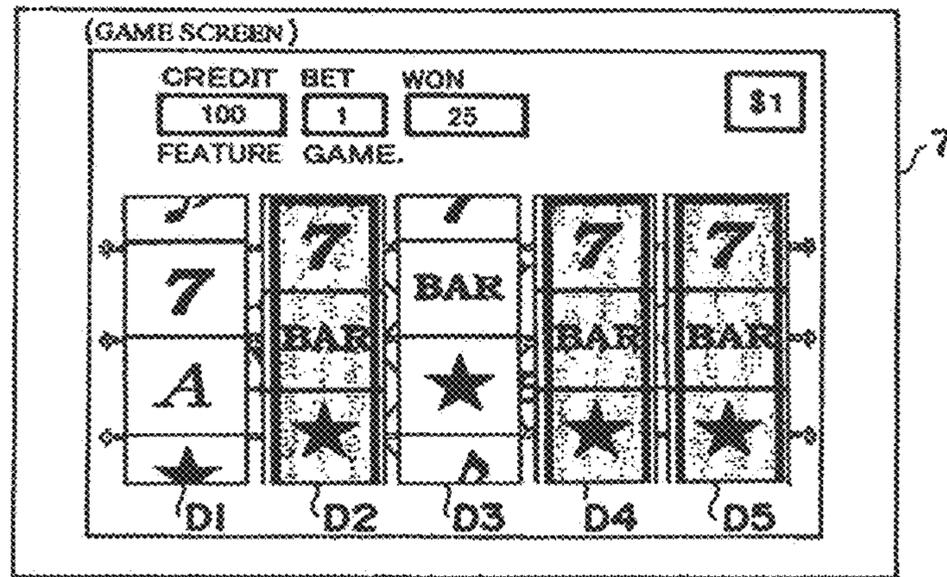 (GAME SCREEN)
CREDIT BET WON
100 1 25 $1
FEATURE GAME.
7
7 7 7 7 7
BAR
BAR BAR BAR
A
D1 D2 D3 D4 D5